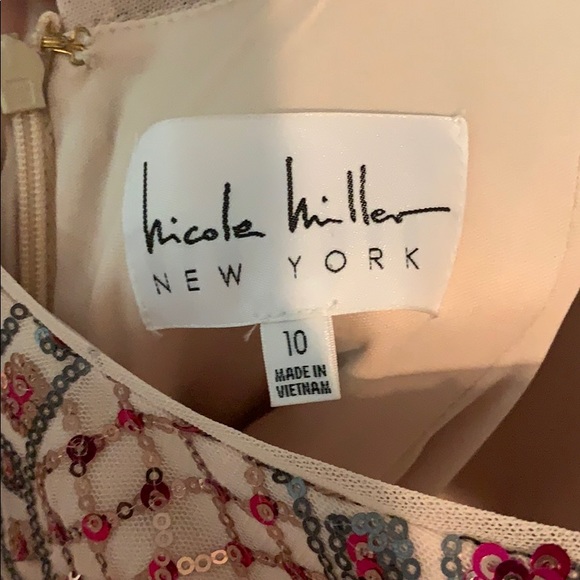 Nicole Miller
NEW YORK
10
MADE IN
VIETNAM